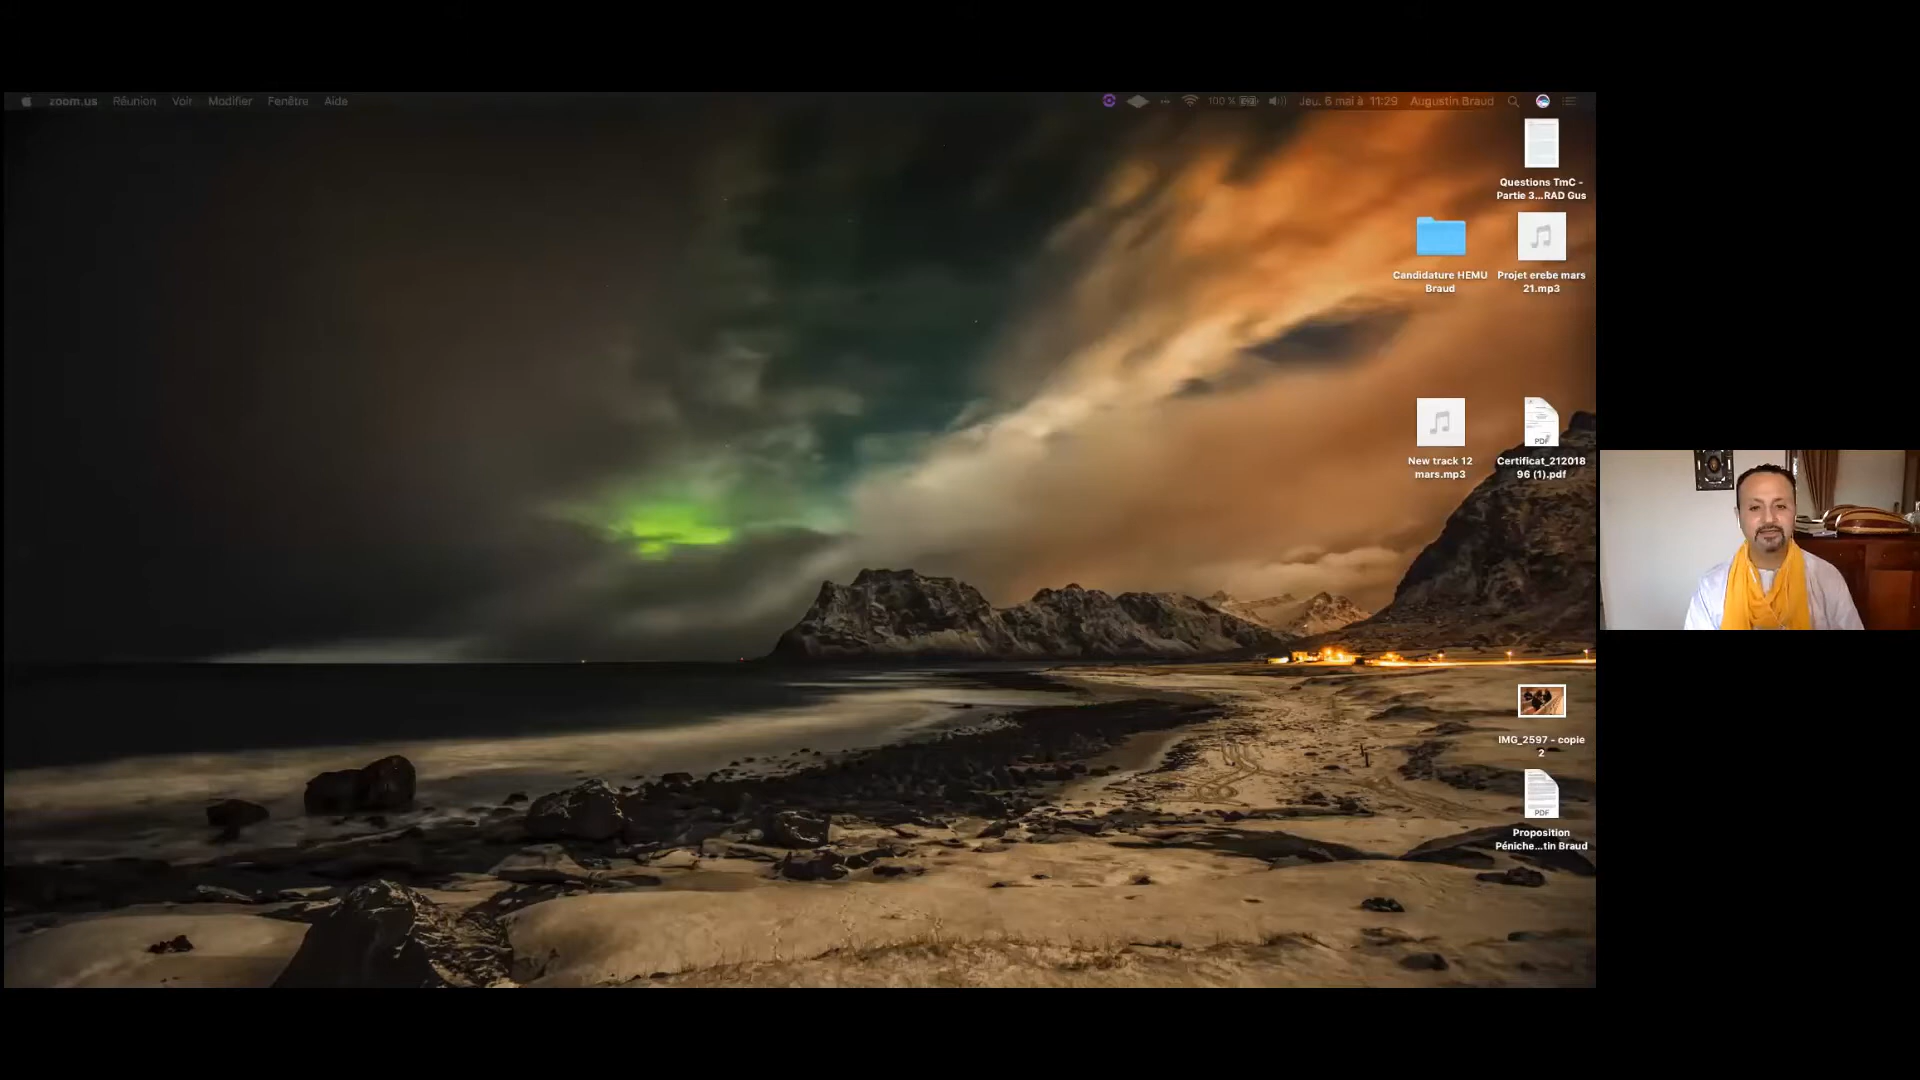 zoom.us Réunion Voir Modifier Fenêtre Aide 100 % Jeu. 6 mai à 11:29 Augustin Braud
Questions TmC -
Partie 3...RAD Gus
Candidature HEMU
Braud
Projet erebe mars
21.mp3
New track 12
mars.mp3
PDF
Certificat_212018
96 (1).pdf
IMG_2597 - copie
2
PDF
Proposition
Péniche...tin Braud